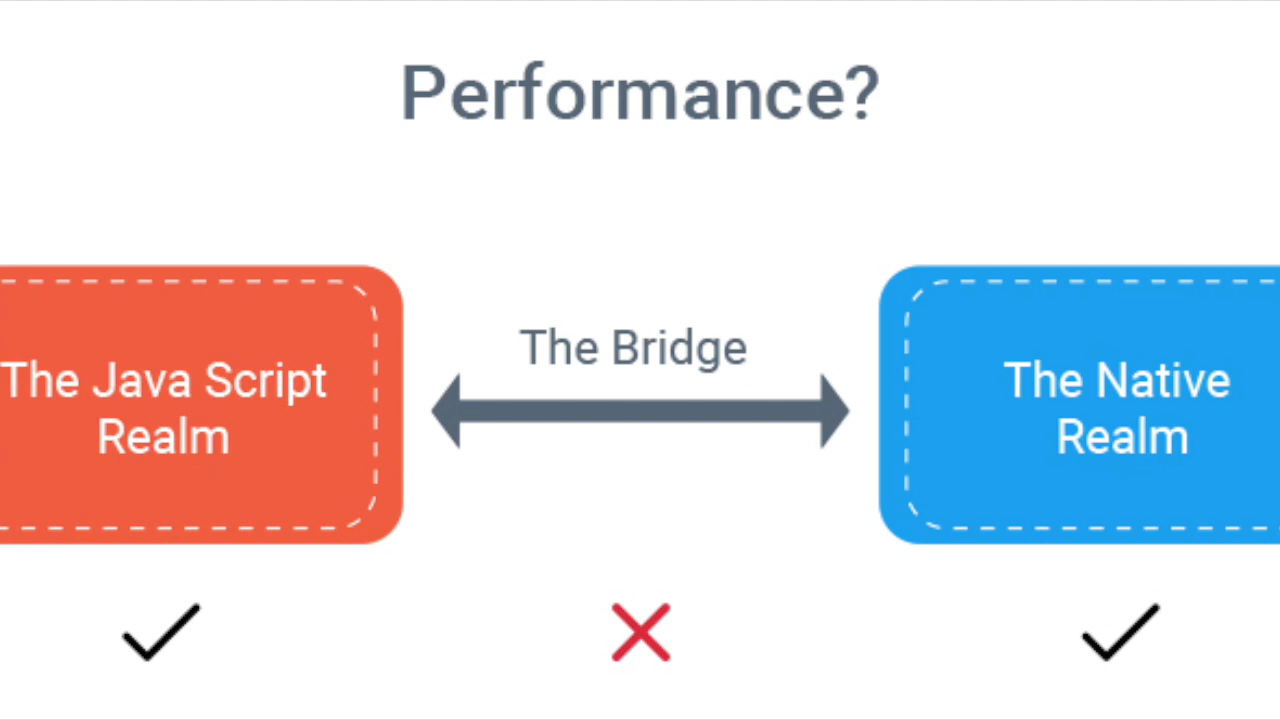 Performance?
The Bridge
The Java Script
Realm
The Native
Realm